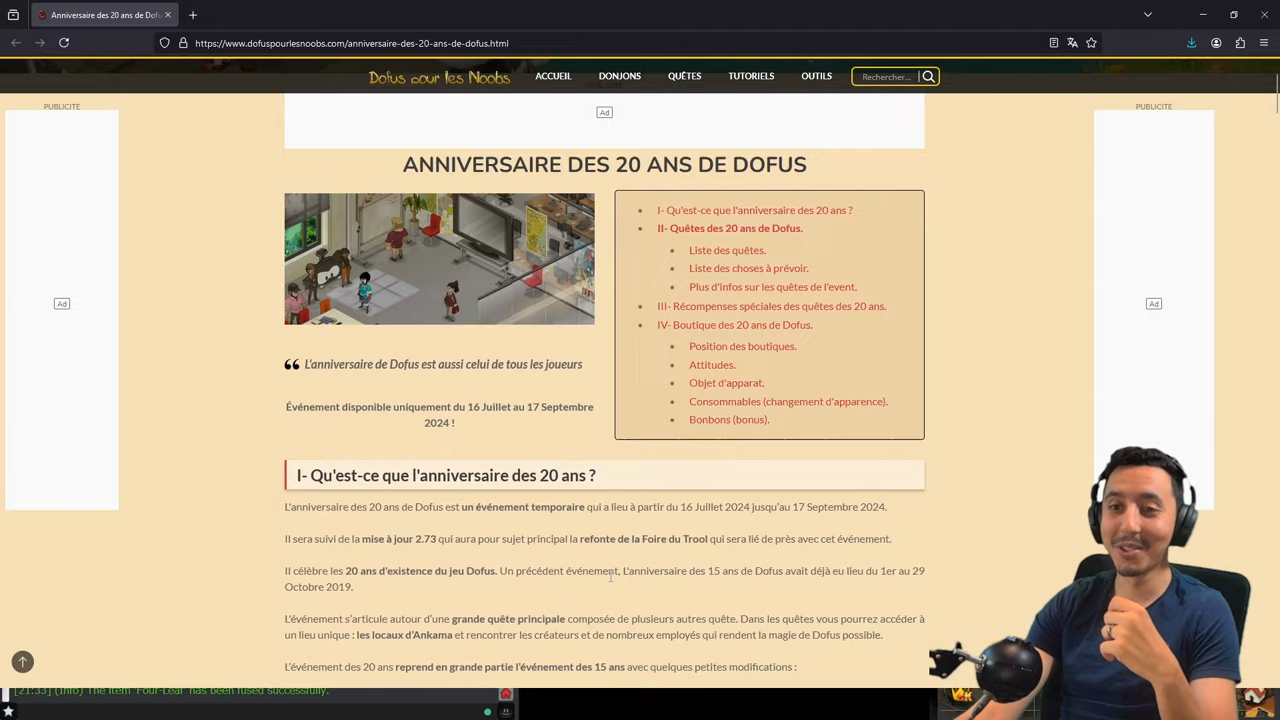 Anniversaire des 20 ans de Dofu
https://www.dofuspourlesnoobs.com/anniversaire-des-20-ans-de-dofus.html
Dofus pour les Noobs
ACCUEIL
DONJONS
QUÊTES
TUTORIELS
OUTILS
Rechercher...
PUBLICITE
PUBLICITE
Ad
Ad
Ad
ANNIVERSAIRE DES 20 ANS DE DOFUS
L'anniversaire de Dofus est aussi celui de tous les joueurs
Événement disponible uniquement du 16 Juillet au 17 Septembre
2024 !
I- Qu'est-ce que l'anniversaire des 20 ans ?
II- Quêtes des 20 ans de Dofus.
Liste des quêtes.
Liste des choses à prévoir.
Plus d'infos sur les quêtes de l'event.
III- Récompenses spéciales des quêtes des 20 ans.
IV- Boutique des 20 ans de Dofus.
Position des boutiques.
Attitudes.
Objet d'apparat.
Consommables (changement d'apparence).
Bonbons (bonus).
I- Qu'est-ce que l'anniversaire des 20 ans ?
L'anniversaire des 20 ans de Dofus est un événement temporaire qui a lieu à partir du 16 Juillet 2024 jusqu'au 17 Septembre 2024.
Il sera suivi de la mise à jour 2.73 qui aura pour sujet principal la refonte de la Foire du Trool qui sera lié de près avec cet événement.
Il célèbre les 20 ans d'existence du jeu Dofus. Un précédent événement, L'anniversaire des 15 ans de Dofus avait déjà eu lieu du 1er au 29
Octobre 2019.
L'événement s'articule autour d'une grande quête principale composée de plusieurs autres quête. Dans les quêtes vous pourrez accéder à
un lieu unique : les locaux d'Ankama et rencontrer les créateurs et de nombreux employés qui rendent la magie de Dofus possible.
L'événement des 20 ans reprend en grande partie l'événement des 15 ans avec quelques petites modifications :
[21:33] (Info) The item 'Four-Leaf' has been fused successfully.